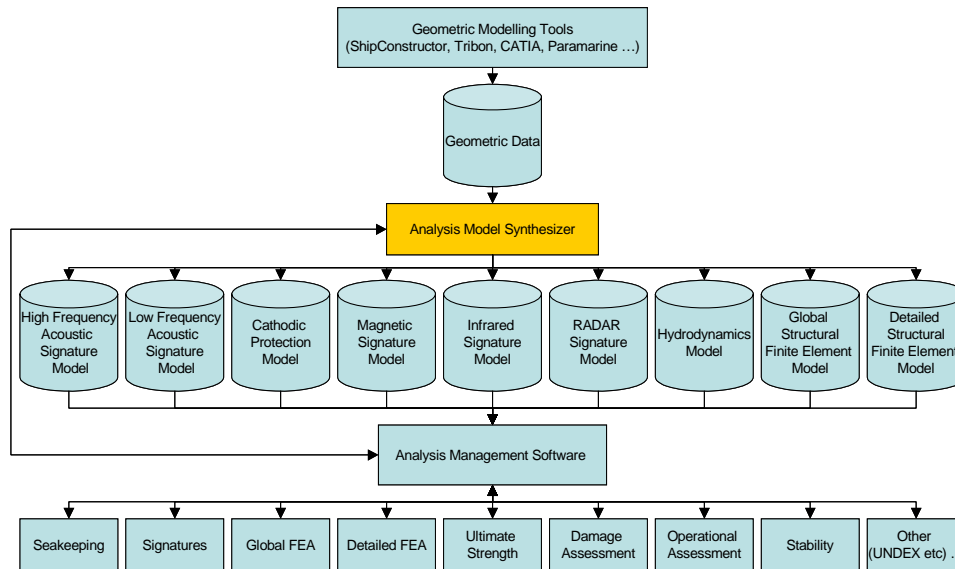 Geometric Modelling Tools
(ShipConstructor, Tribon, CATIA, Paramarine …)
Geometric Data
Analysis Model Synthesizer
High Frequency
Acoustic
Signature
Model
Low Frequency
Acoustic
Signature
Model
Cathodic
Protection
Model
Magnetic
Signature
Model
Infrared
Signature
Model
RADAR
Signature
Model
Hydrodynamics
Model
Global
Structural
Finite Element
Model
Detailed
Structural
Finite Element
Model
Analysis Management Software
Seakeeping
Signatures
Global FEA
Detailed FEA
Ultimate
Strength
Damage
Assessment
Operational
Assessment
Stability
Other
(UNDEX etc) ..